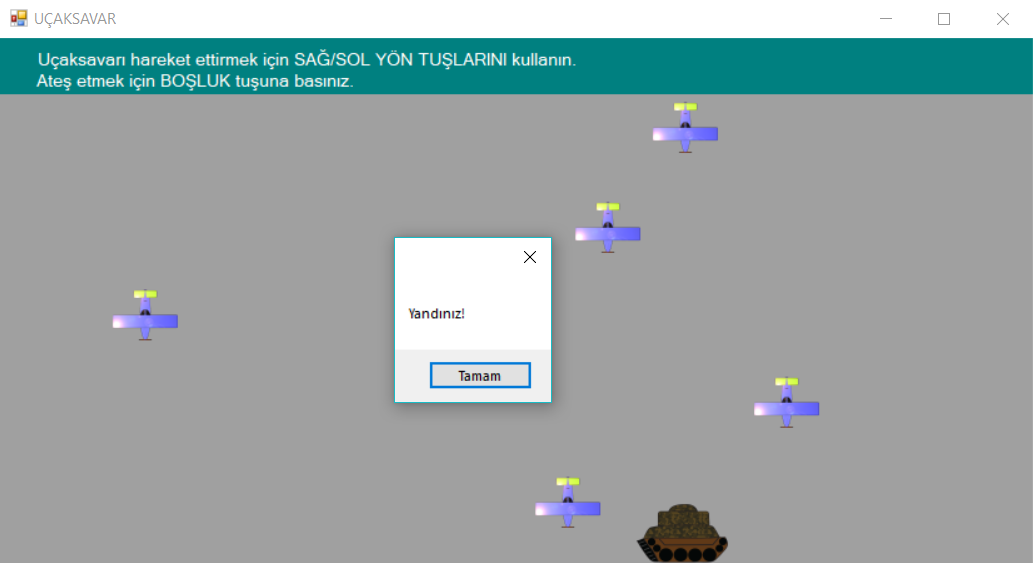 UÇAKSAVAR
Uçaksavarı hareket ettirmek için SAĞ/SOL YÖN TUŞLARINI kullanın.
Ateş etmek için BOŞLUK tuşuna basınız.
Yandınız!
Tamam